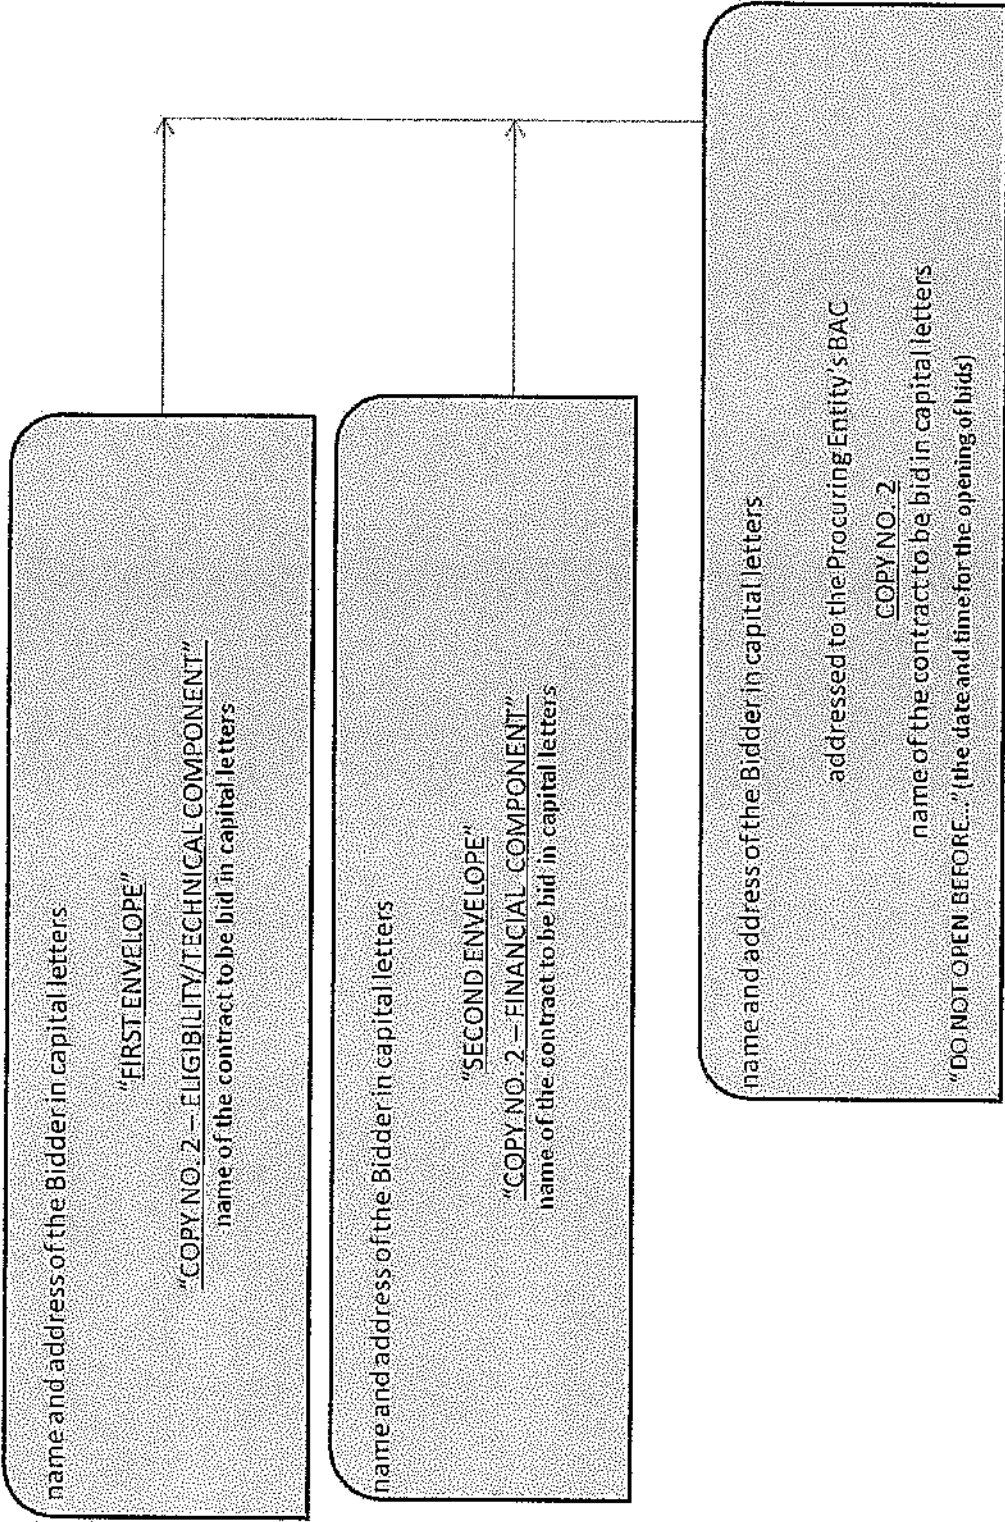 name and address of the Bidder in capital letters
"FIRST ENVELOPE"
"COPY NO. 2 – ELIGIBILITY/TECHNICAL COMPONENT"
name of the contract to be bid in capital letters
name and address of the Bidder in capital letters
"SECOND ENVELOPE"
"COPY NO. 2 – FINANCIAL COMPONENT"
name of the contract to be bid in capital letters
name and address of the Bidder in capital letters
addressed to the Procuring Entity's BAC
COPY NO. 2
name of the contract to be bid in capital letters
"DO NOT OPEN BEFORE..." (the date and time for the opening of bids)